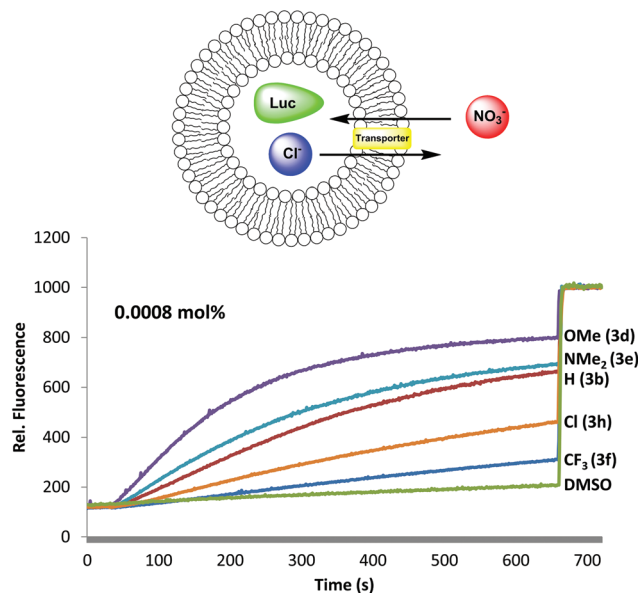 Luc
NO₃⁻
Transporter
Cl⁻
1200
1000
800
600
400
200
0
Rel. Fluorescence
0.0008 mol%
OMe (3d)
NMe₂ (3e)
H (3b)
Cl (3h)
CF₃ (3f)
DMSO
0 100 200 300 400 500 600 700
Time (s)